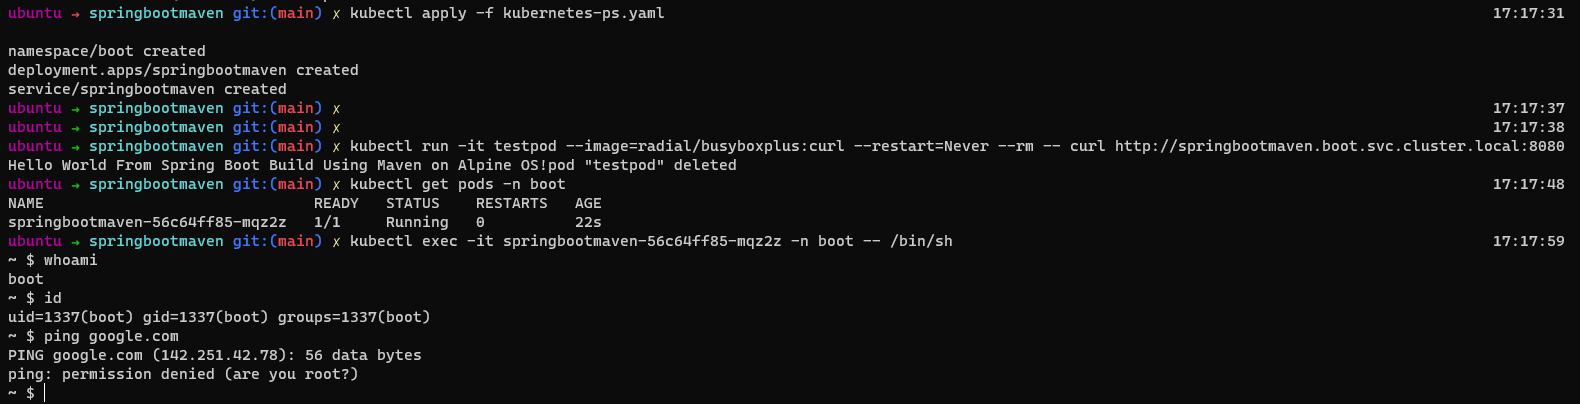 ubuntu → springbootmaven git:(main) ✗ kubectl apply -f kubernetes-ps.yaml 17:17:31
namespace/boot created
deployment.apps/springbootmaven created
service/springbootmaven created
ubuntu → springbootmaven git:(main) ✗ 17:17:37
ubuntu → springbootmaven git:(main) ✗ 17:17:38
ubuntu → springbootmaven git:(main) ✗ kubectl run -it testpod --image=radial/busyboxplus:curl --restart=Never --rm -- curl http://springbootmaven.boot.svc.cluster.local:8080
Hello World From Spring Boot Build Using Maven on Alpine OS!pod "testpod" deleted
ubuntu → springbootmaven git:(main) ✗ kubectl get pods -n boot 17:17:48
NAME READY STATUS RESTARTS AGE
springbootmaven-56c64ff85-mqz2z 1/1 Running 0 22s
ubuntu → springbootmaven git:(main) ✗ kubectl exec -it springbootmaven-56c64ff85-mqz2z -n boot -- /bin/sh 17:17:59
~ $ whoami
boot
~ $ id
uid=1337(boot) gid=1337(boot) groups=1337(boot)
~ $ ping google.com
PING google.com (142.251.42.78): 56 data bytes
ping: permission denied (are you root?)
~ $